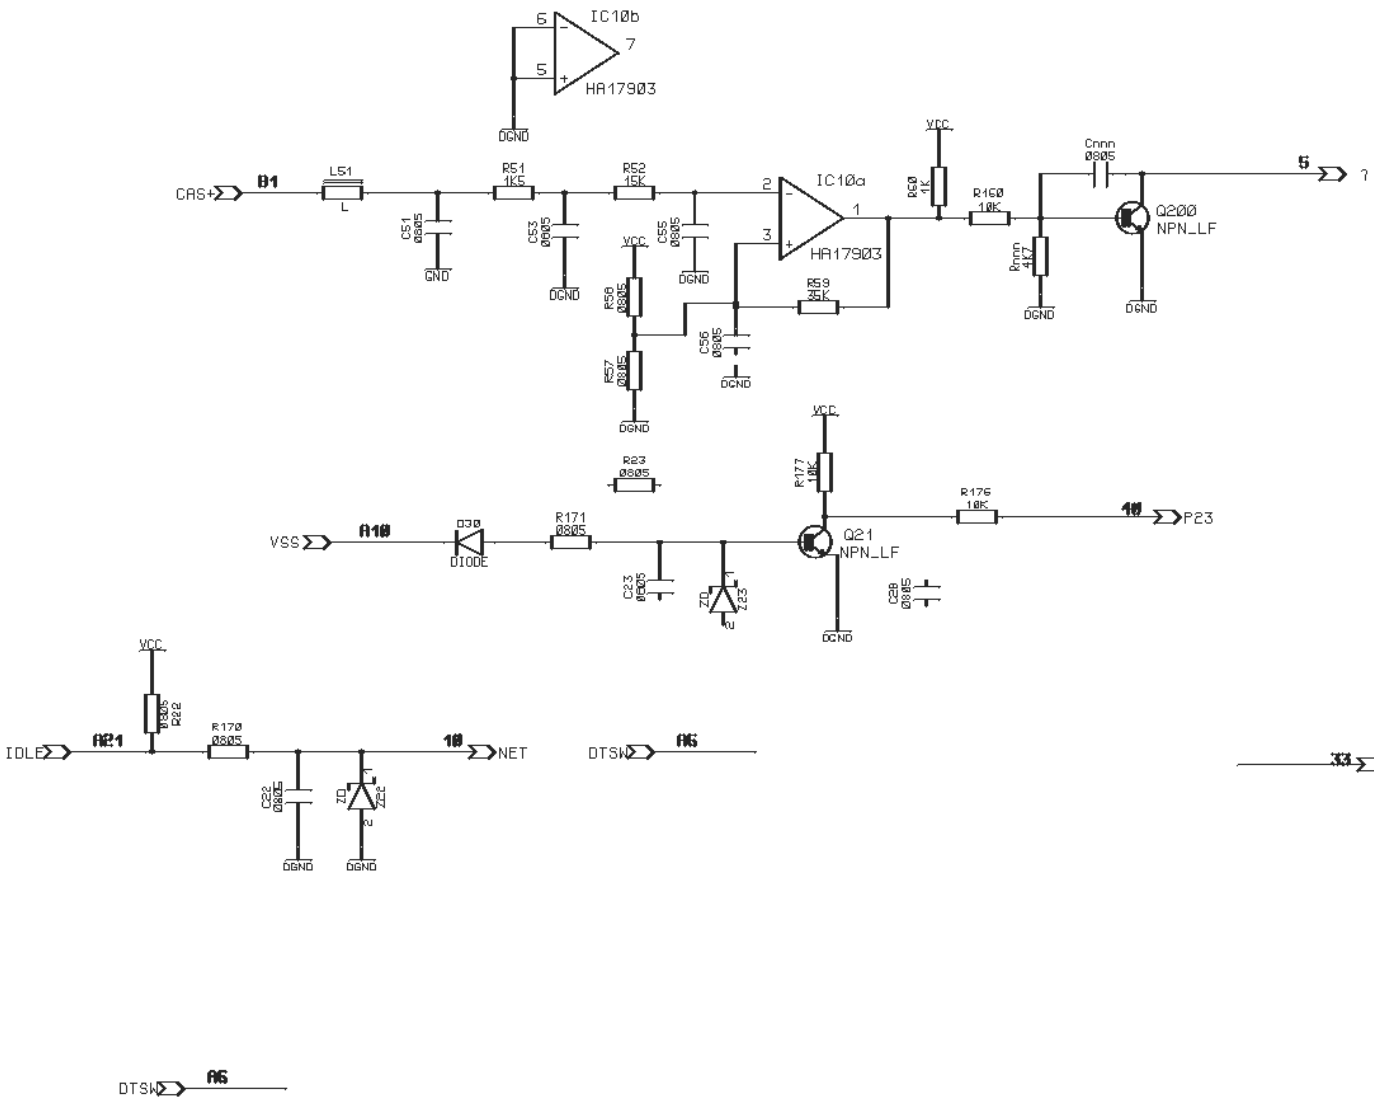 IC10b
6
7
5
HA17903
DGND
CAS+
B1
L51
L
C51
0805
GND
R51
1K5
C53
0805
DGND
R52
15K
C55
0805
DGND
VCC
R58
0805
R57
0805
DGND
2
3
1
IC10a
HA17903
R59
35K
C56
0805
DGND
VCC
R60
1K
R160
10K
Rnnn
4K7
DGND
Cnnn
0805
Q200
NPN_LF
DGND
5
?
R23
0805
VSS
A10
D30
DIODE
R171
0805
C23
0805
ZD
Z23
1
2
VCC
R177
10K
Q21
NPN_LF
DGND
R176
10K
40
P23
C28
0805
VCC
0805
R22
IDLE
A21
R170
0805
C22
0805
DGND
ZD
Z22
1
2
DGND
10
NET
DTSW
A6
33
DTSW
A6